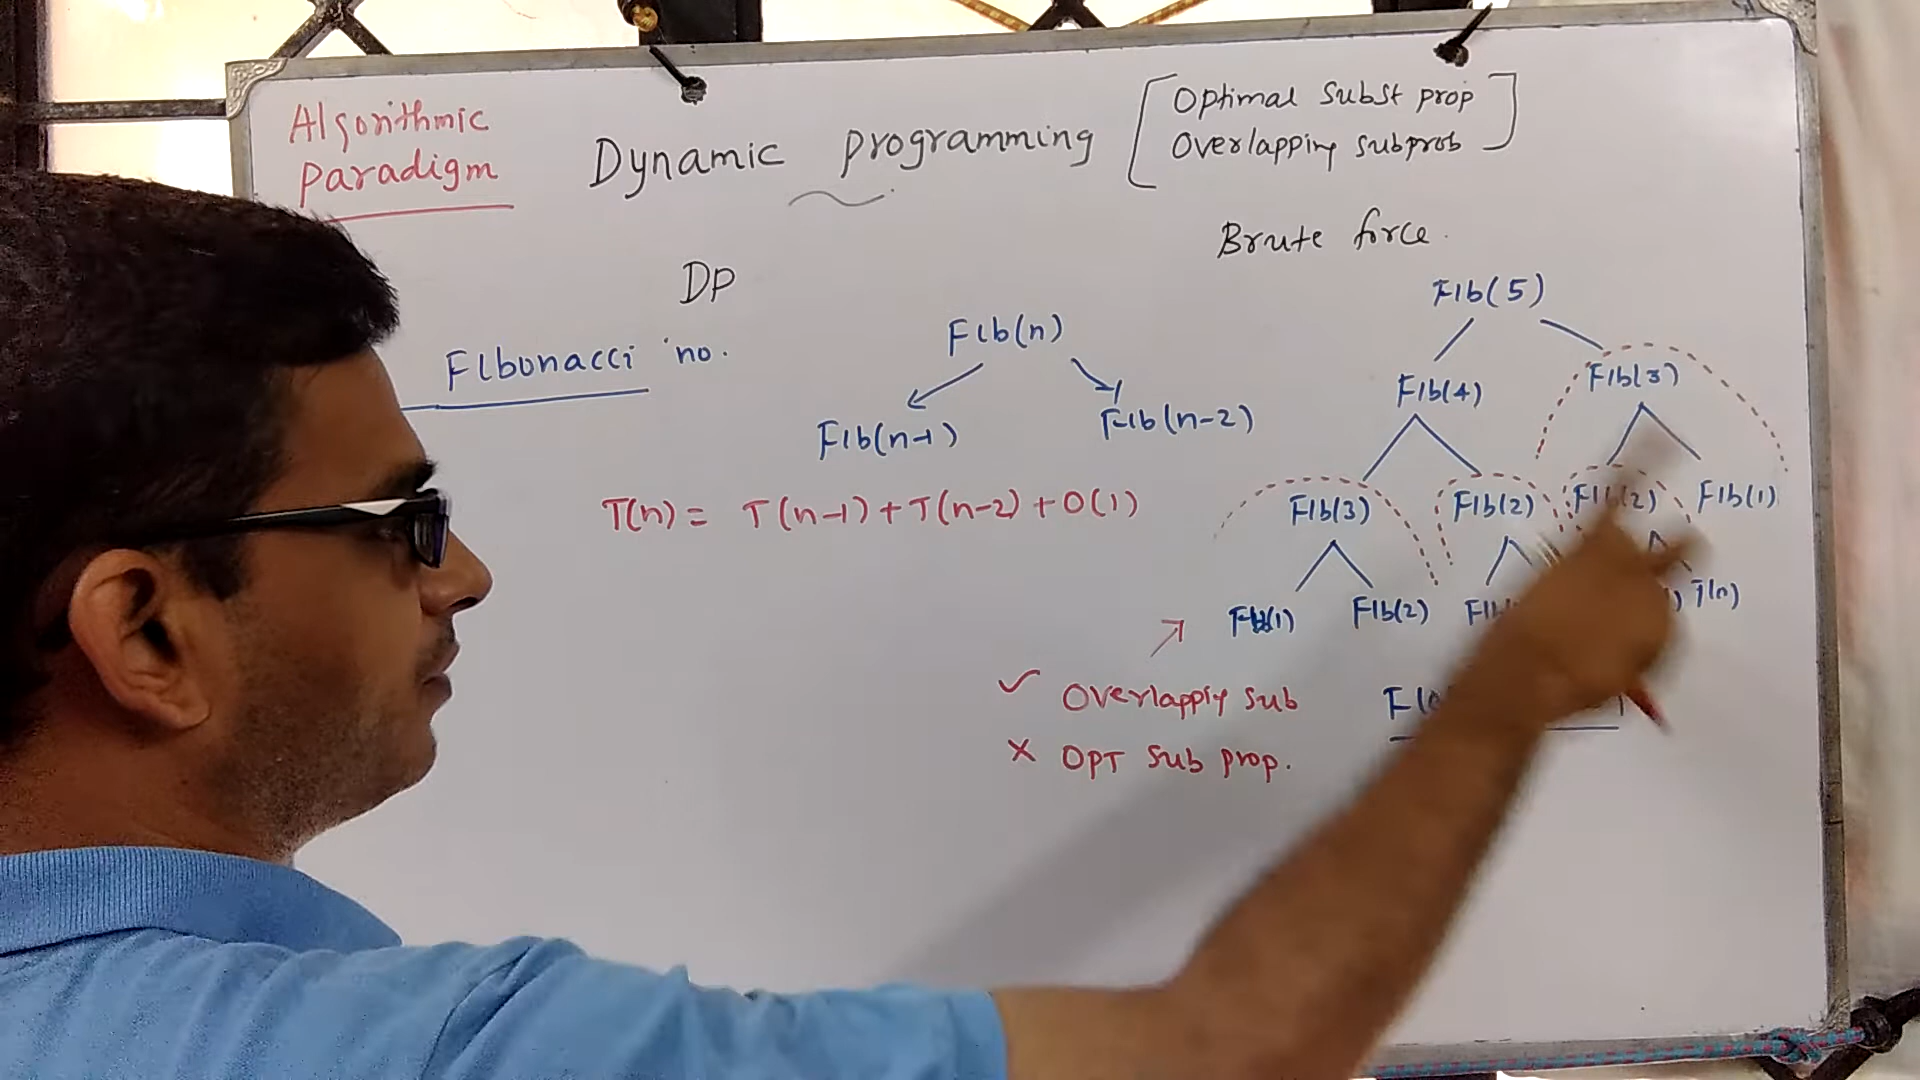 Algorithmic
paradigm
Dynamic programming
Optimal subst prop
Overlapping subprob
Brute force.
DP
FIbonacci no.
FIb(n)
FIb(n-1) FIb(n-2)
T(n) = T(n-1) + T(n-2) + O(1)
FIb(5)
FIb(4) FIb(3)
FIb(3) FIb(2) FIb(2) FIb(1)
FIb(1) FIb(2)
✓ Overlappiy sub
× OPT sub prop.